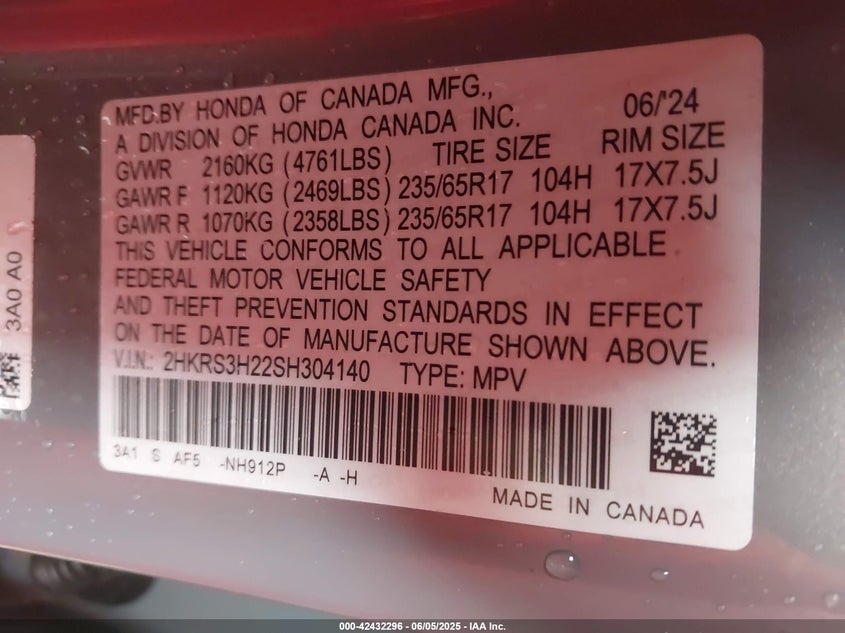 MFD.BY HONDA OF CANADA MFG., 06/'24
A DIVISION OF HONDA CANADA INC.
GVWR 2160KG (4761LBS) TIRE SIZE RIM SIZE
GAWR F 1120KG (2469LBS) 235/65R17 104H 17X7.5J
GAWR R 1070KG (2358LBS) 235/65R17 104H 17X7.5J
THIS VEHICLE CONFORMS TO ALL APPLICABLE
FEDERAL MOTOR VEHICLE SAFETY
AND THEFT PREVENTION STANDARDS IN EFFECT
ON THE DATE OF MANUFACTURE SHOWN ABOVE.
V.I.N.: 2HKRS3H22SH304140 TYPE: MPV
3A1 S AF5 -NH912P -A -H
MADE IN CANADA
3A0 A0
000-42432296 - 06/05/2025 - IAA Inc.